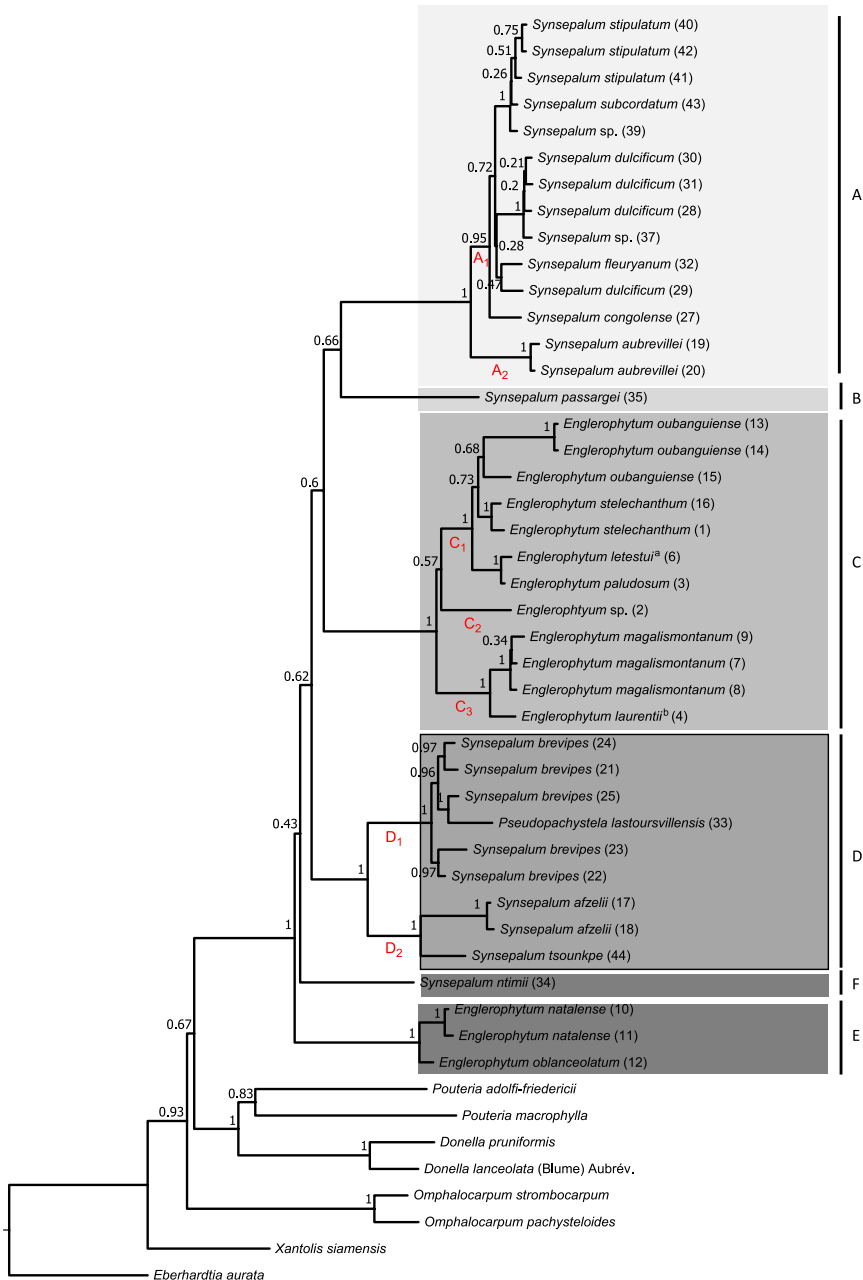 0.75
Synsepalum stipulatum (40)
0.51
Synsepalum stipulatum (42)
0.26
Synsepalum stipulatum (41)
1
Synsepalum subcordatum (43)
Synsepalum sp. (39)
0.72
0.21
Synsepalum dulcificum (30)
0.2
Synsepalum dulcificum (31)
A
1
Synsepalum dulcificum (28)
0.95
Synsepalum sp. (37)
0.28
A1
Synsepalum fleuryanum (32)
0.47
Synsepalum dulcificum (29)
1
Synsepalum congolense (27)
0.66
1
Synsepalum aubrevillei (19)
A2
Synsepalum aubrevillei (20)
Synsepalum passargei (35)
B
1
Englerophytum oubanguiense (13)
0.68
Englerophytum oubanguiense (14)
0.6
0.73
Englerophytum oubanguiense (15)
1
Englerophytum stelechanthum (16)
1
Englerophytum stelechanthum (1)
C1
0.57
1
Englerophytum letestuiᵃ (6)
C
Englerophytum paludosum (3)
Englerophtyum sp. (2)
C2
1
0.34
Englerophytum magalismontanum (9)
1
Englerophytum magalismontanum (7)
0.62
1
Englerophytum magalismontanum (8)
C3
Englerophytum laurentiiᵇ (4)
0.97
Synsepalum brevipes (24)
0.96
Synsepalum brevipes (21)
1
Synsepalum brevipes (25)
0.43
1
Pseudopachystela lastoursvillensis (33)
D1
Synsepalum brevipes (23)
D
1
0.97
Synsepalum brevipes (22)
1
Synsepalum afzelii (17)
1
1
Synsepalum afzelii (18)
D2
Synsepalum tsounkpe (44)
Synsepalum ntimii (34)
F
1
Englerophytum natalense (10)
0.67
1
Englerophytum natalense (11)
E
Englerophytum oblanceolatum (12)
0.83
Pouteria adolfi-friedericii
0.93
1
Pouteria macrophylla
1
Donella pruniformis
Donella lanceolata (Blume) Aubrév.
1
Omphalocarpum strombocarpum
Omphalocarpum pachysteloides
Xantolis siamensis
Eberhardtia aurata